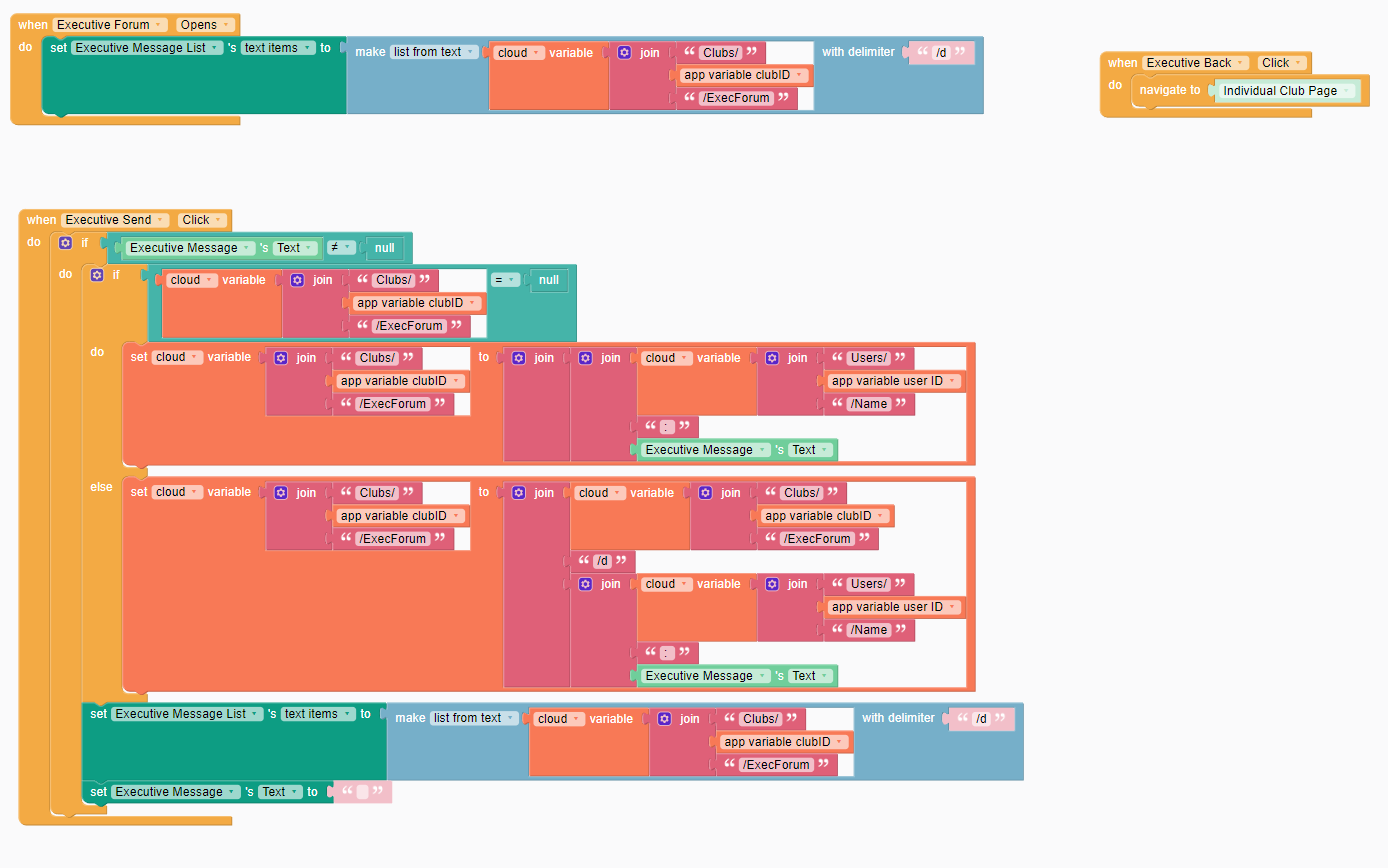 when Executive Forum Opens
do set Executive Message List 's text items to make list from text cloud variable join “ Clubs/ ” with delimiter “ /d ”
app variable clubID
“ /ExecForum ”
when Executive Back Click
do navigate to Individual Club Page
when Executive Send Click
do if Executive Message 's Text ≠ null
do if cloud variable join “ Clubs/ ” = null
app variable clubID
“ /ExecForum ”
do set cloud variable join “ Clubs/ ” to join join cloud variable join “ Users/ ”
app variable clubID app variable user ID
“ /ExecForum ” “ /Name ”
“ : ”
Executive Message 's Text
else set cloud variable join “ Clubs/ ” to join cloud variable join “ Clubs/ ”
app variable clubID app variable clubID
“ /ExecForum ” “ /ExecForum ”
“ /d ”
join cloud variable join “ Users/ ”
app variable user ID
“ /Name ”
“ : ”
Executive Message 's Text
set Executive Message List 's text items to make list from text cloud variable join “ Clubs/ ” with delimiter “ /d ”
app variable clubID
“ /ExecForum ”
set Executive Message 's Text to “ ”